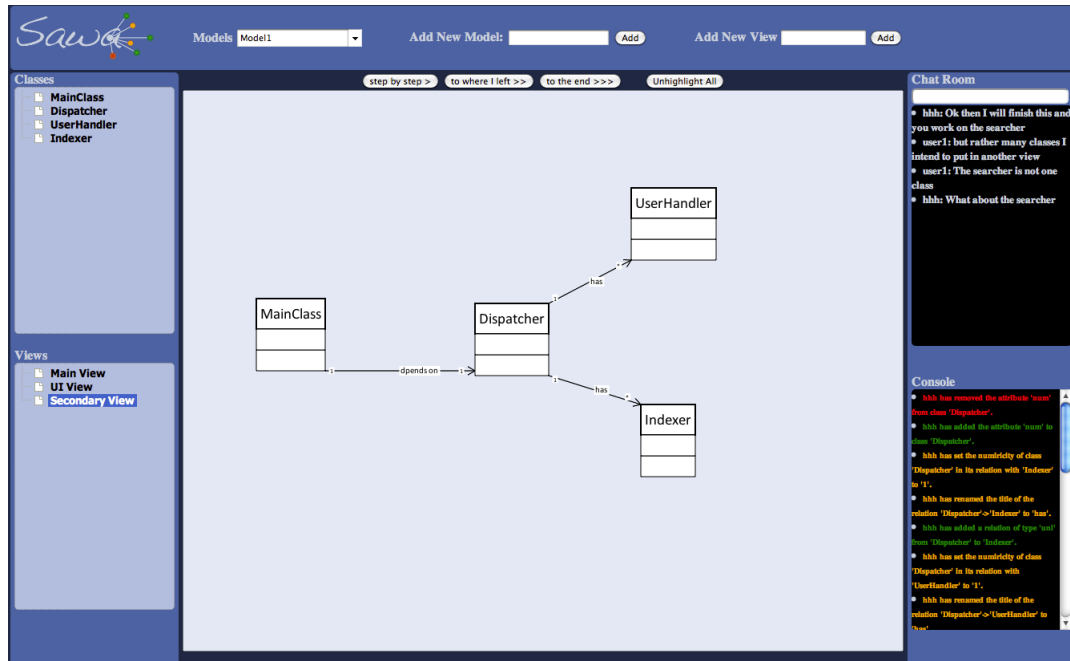 Sawa
Models Model1 Add New Model: Add Add New View Add
Classes
MainClass
Dispatcher
UserHandler
Indexer
Views
Main View
UI View
Secondary View
step by step > to where I left >> to the end >>> Unhighlight All
UserHandler
* 
has
1
MainClass
Dispatcher
1 dpends on 1
1
has
*
Indexer
Chat Room
hhh: Ok then I will finish this and
you work on the searcher
user1: but rather many classes I
intend to put in another view
user1: The searcher is not one
class
hhh: What about the searcher
Console
hhh has removed the attribute 'num'
from class 'Dispatcher'.
hhh has added the attribute 'num' to
class 'Dispatcher'.
hhh has set the numiricity of class
'Dispatcher' in its relation with 'Indexer'
to '1'.
hhh has renamed the title of the
relation 'Dispatcher'->'Indexer' to 'has'.
hhh has added a relation of type 'uni'
from 'Dispatcher' to 'Indexer'.
hhh has set the numiricity of class
'Dispatcher' in its relation with
'UserHandler' to '1'.
hhh has renamed the title of the
relation 'Dispatcher'->'UserHandler' to
'has'